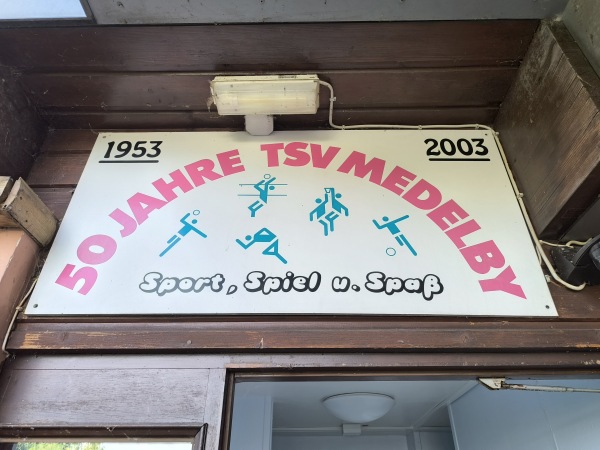 1953
2003
50 JAHRE TSV MEDELBY
Sport, Spiel u. Spaß